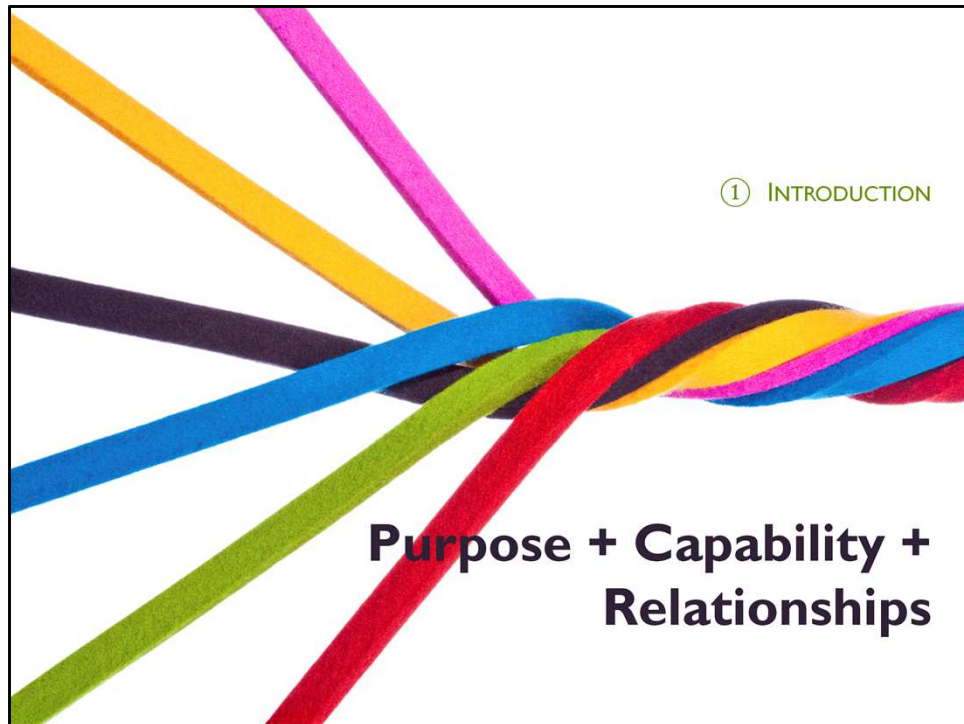 ① INTRODUCTION
Purpose + Capability +
Relationships